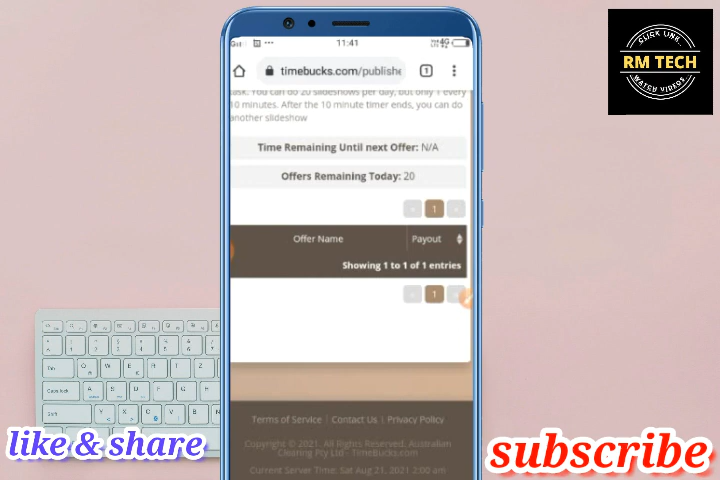 11:41
timebucks.com/publishe
1
task. You can do 20 slideshows per day, but only 1 every
10 minutes. After the 10 minute timer ends, you can do
another slideshow
Time Remaining Until next Offer: N/A
Offers Remaining Today: 20
« 1 »
Offer Name Payout
Showing 1 to 1 of 1 entries
« 1 »
Terms of Service | Contact Us | Privacy Policy
Copyright © 2021. All Rights Reserved. Australian
Clearing Pty Ltd - TimeBucks.com
Current Server Time: Sat Aug 21, 2021 2:00 am
CLICK LINK..
RM TECH
WATCH VIDEOS
like & share
subscribe